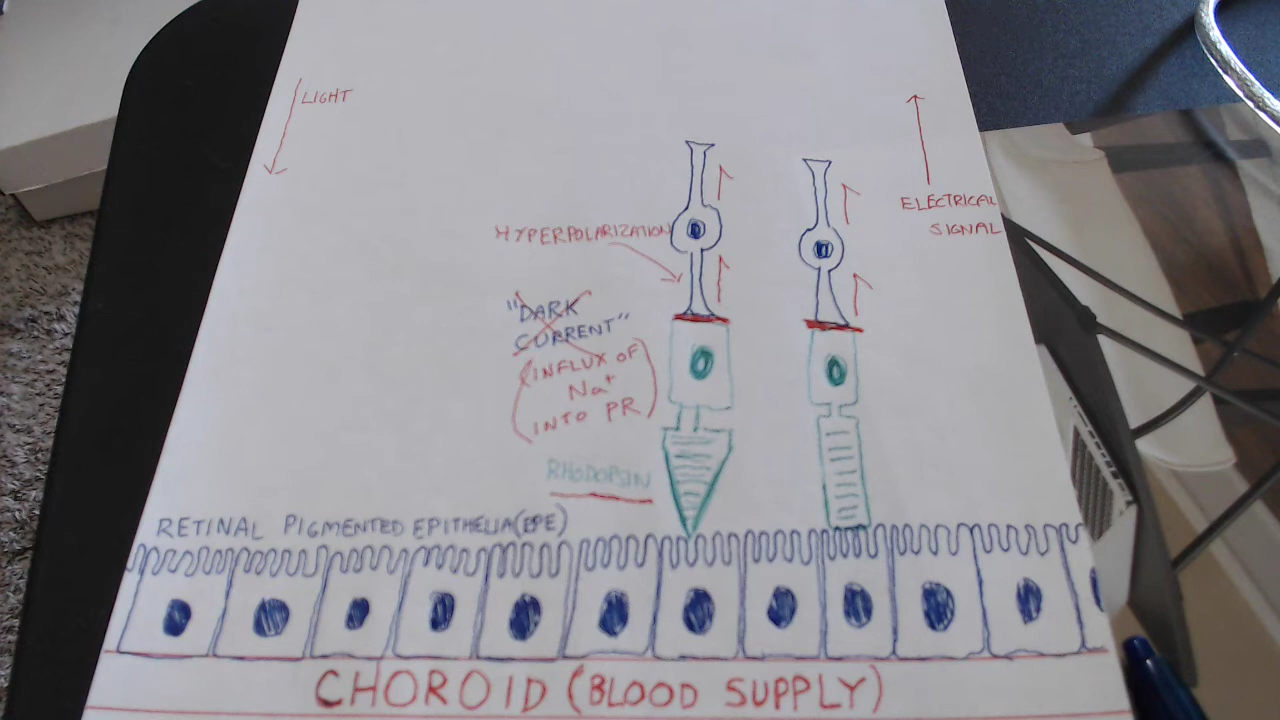 LIGHT
ELECTRICAL
SIGNAL
HYPERPOLARIZATION
"DARK
CURRENT"
(INFLUX OF
Na+
INTO PR)
RHODOPSIN
RETINAL PIGMENTED EPITHELIA (RPE)
CHOROID (BLOOD SUPPLY)